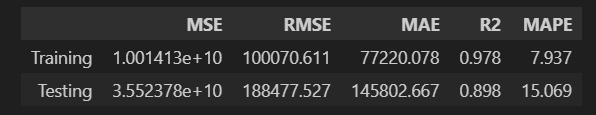 MSE RMSE MAE R2 MAPE
Training 1.001413e+10 100070.611 77220.078 0.978 7.937
Testing 3.552378e+10 188477.527 145802.667 0.898 15.069